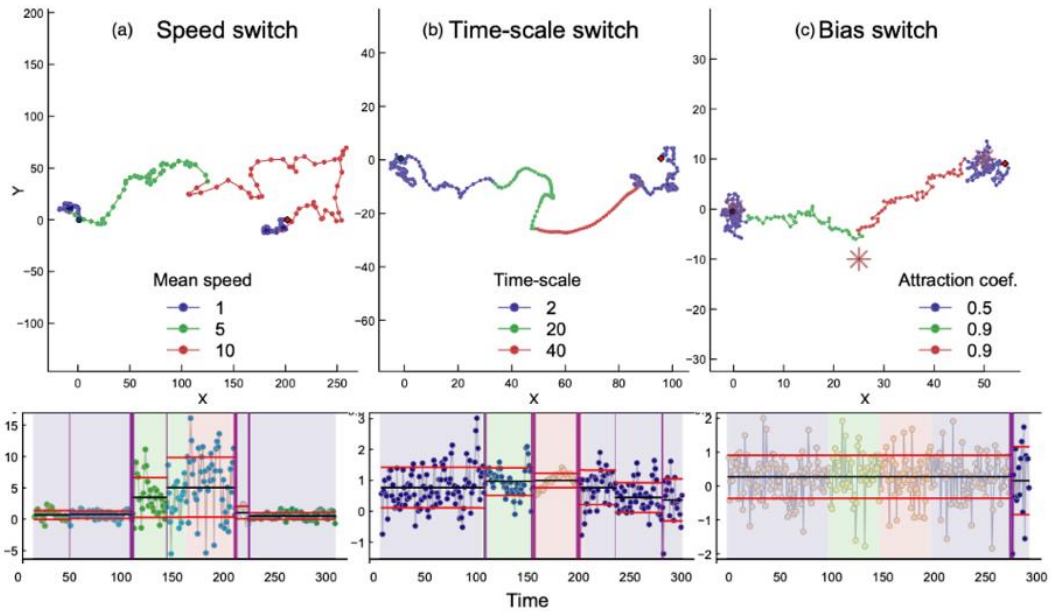 (a) Speed switch
200
150
100
50
0
−50
−100
Y
Mean speed
1
5
10
0 50 100 150 200 250
X
(b) Time-scale switch
40
20
0
−20
−40
−60
Time-scale
2
20
40
0 20 40 60 80 100
X
(c) Bias switch
30
20
10
0
−10
−20
−30
Attraction coef.
0.5
0.9
0.9
0 10 20 30 40 50
X
15
10
5
0
−5
0 50 100 150 200 250 300
3
2
1
0
−1
0 50 100 150 200 250 300
2
1
0
−1
−2
0 50 100 150 200 250 300
Time